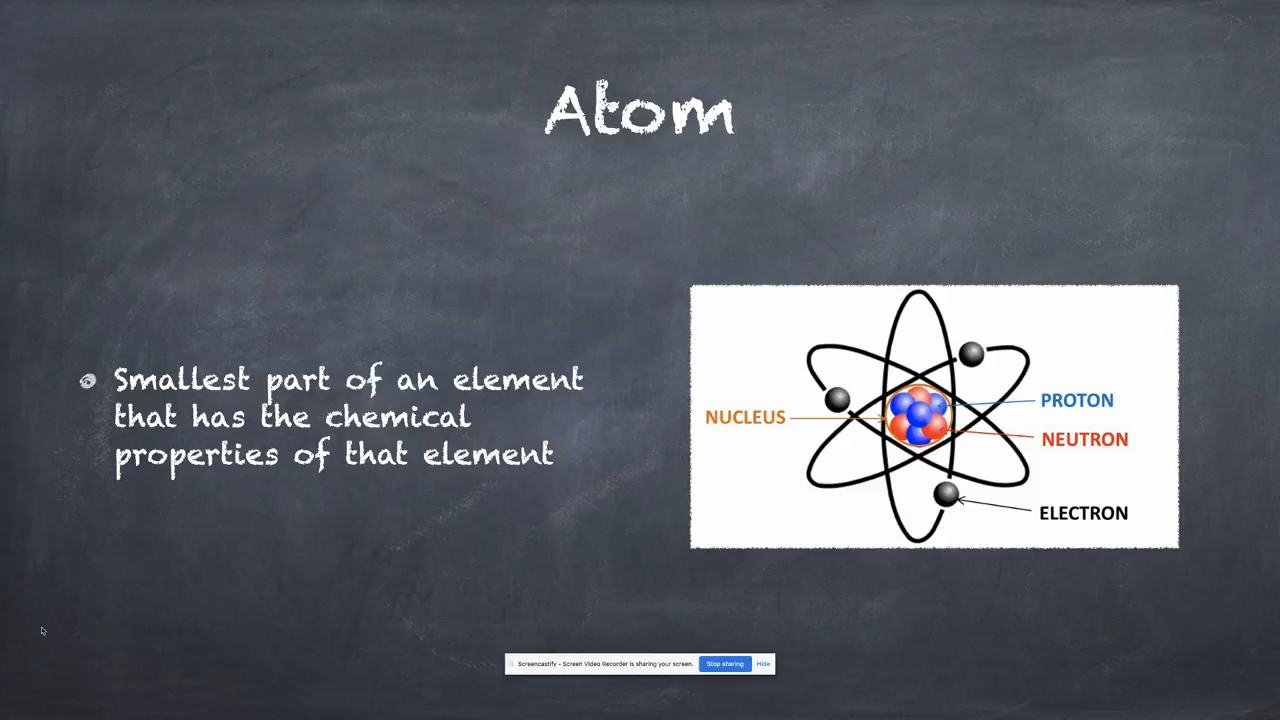 Atom
Smallest part of an element
that has the chemical
properties of that element
NUCLEUS
PROTON
NEUTRON
ELECTRON
Screencastify - Screen Video Recorder is sharing your screen. Stop sharing Hide